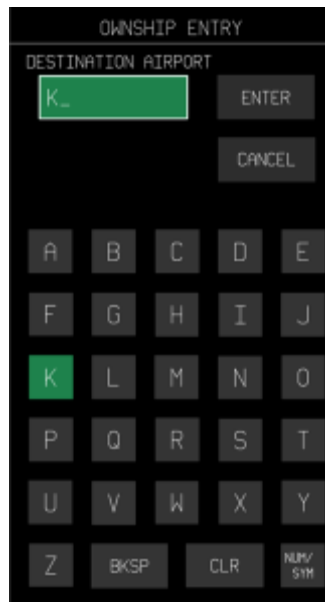 OWNSHIP ENTRY
DESTINATION AIRPORT
K_
ENTER
CANCEL
A B C D E
F G H I J
K L M N O
P Q R S T
U V W X Y
Z BKSP CLR NUM/
SYM